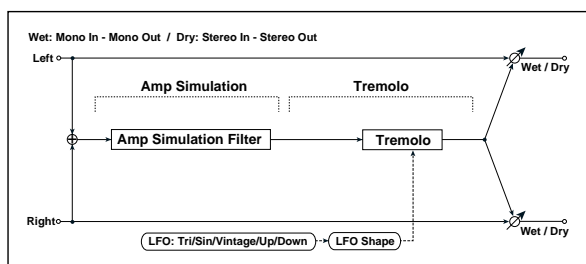 Wet: Mono In - Mono Out / Dry: Stereo In - Stereo Out
Left
Wet / Dry
Amp Simulation Tremolo
Amp Simulation Filter Tremolo
Right
Wet / Dry
LFO: Tri/Sin/Vintage/Up/Down LFO Shape